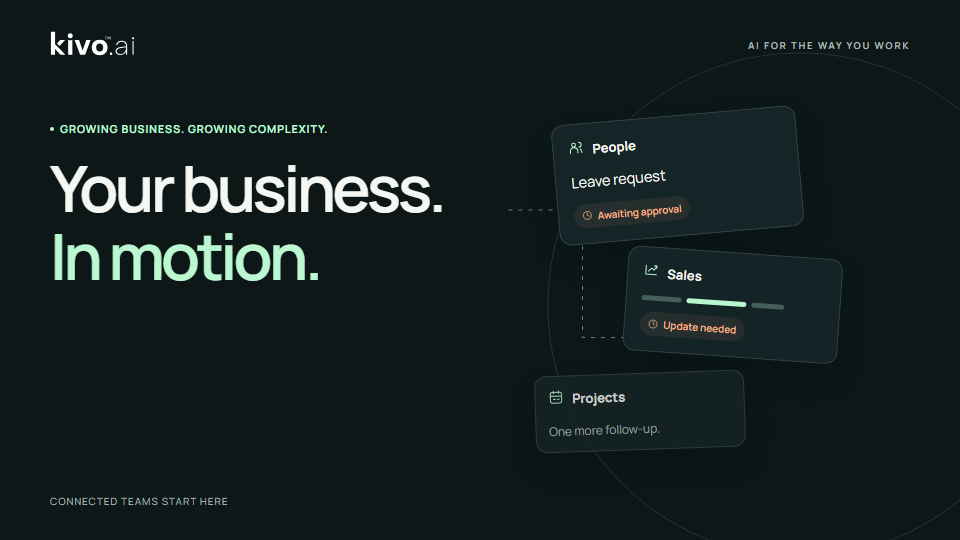 kivo.ai™
AI FOR THE WAY YOU WORK
• GROWING BUSINESS. GROWING COMPLEXITY.
Your business.
In motion.
People
Leave request
Awaiting approval
Sales
Update needed
Projects
One more follow-up.
CONNECTED TEAMS START HERE